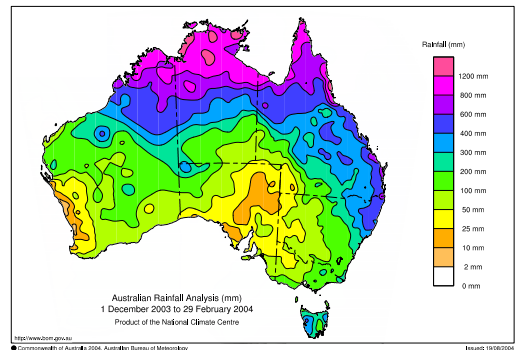 Rainfall (mm)
1200 mm
800 mm
600 mm
400 mm
300 mm
200 mm
100 mm
50 mm
25 mm
10 mm
2 mm
0 mm
Australian Rainfall Analysis (mm)
1 December 2003 to 29 February 2004
Product of the National Climate Centre
http://www.bom.gov.au
© Commonwealth of Australia 2004, Australian Bureau of Meteorology
Issued: 19/08/2004